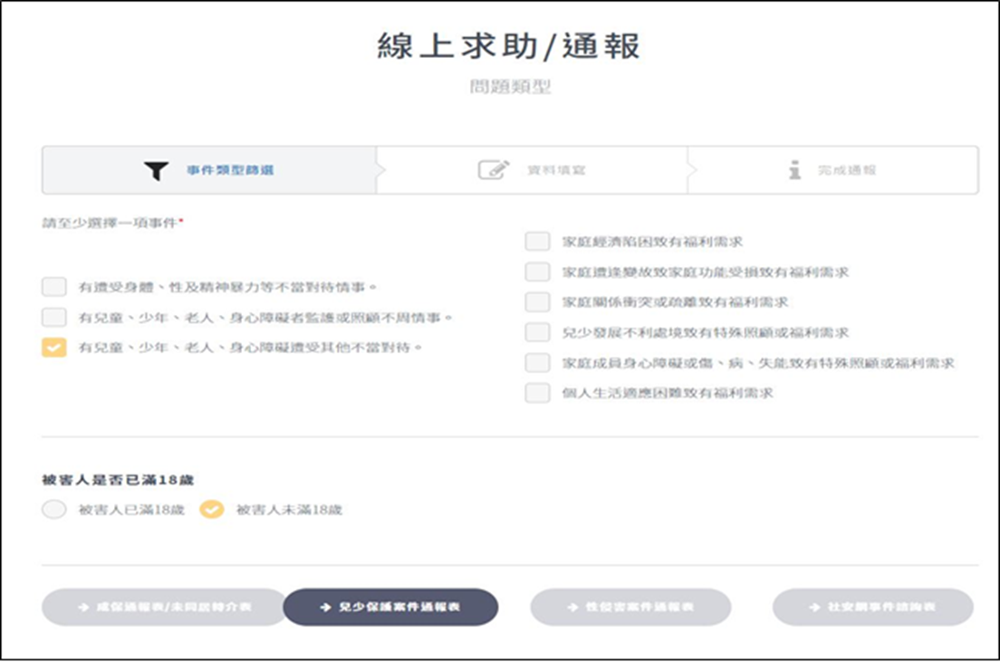 線上求助/通報
問題類型
事件類型篩選
資料填寫
完成通報
請至少選擇一項事件*
有遭受身體、性及精神暴力等不當對待情事。
有兒童、少年、老人、身心障礙者監護或照顧不周情事。
有兒童、少年、老人、身心障礙遭受其他不當對待。
家庭經濟陷困致有福利需求
家庭遭逢變故致家庭功能受損致有福利需求
家庭關係衝突或疏離致有福利需求
兒少發展不利處境致有特殊照顧或福利需求
家庭成員身心障礙或傷、病、失能致有特殊照顧或福利需求
個人生活適應困難致有福利需求
被害人是否已滿18歲
被害人已滿18歲
被害人未滿18歲
成保通報表/未同居轉介表
兒少保護案件通報表
性侵害案件通報表
社安網事件諮詢表